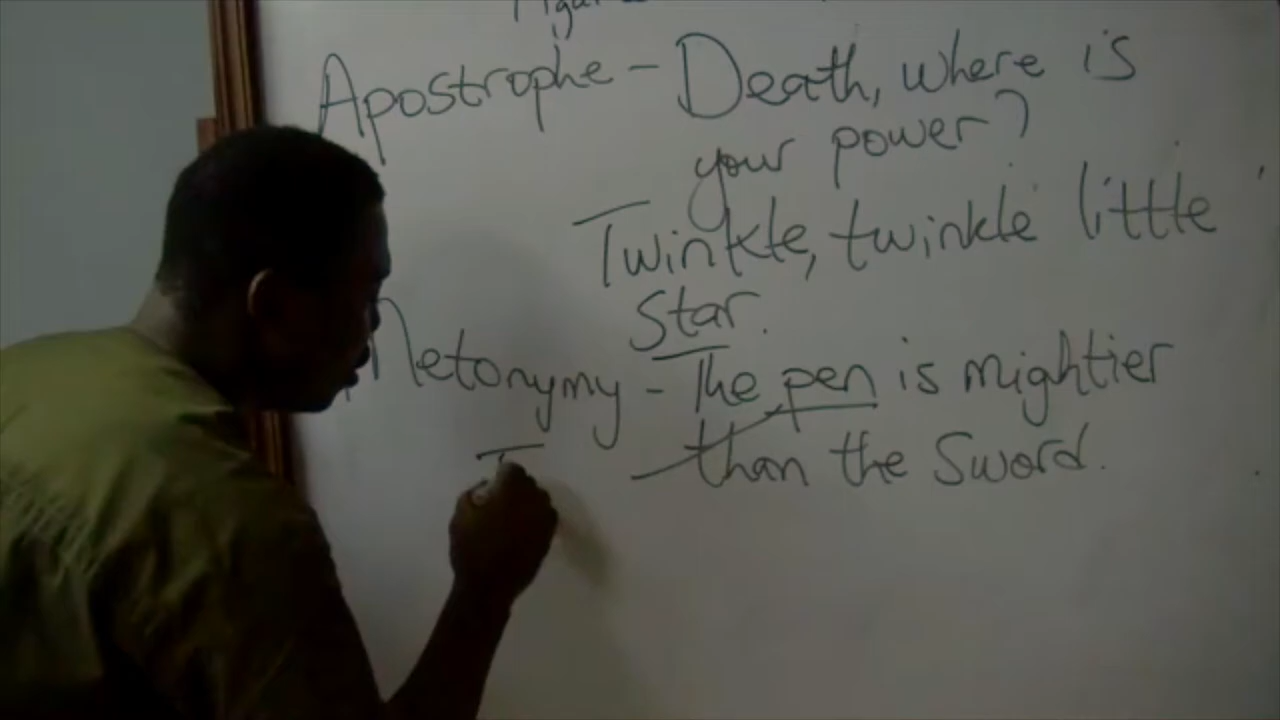 Apostrophe - Death, where is
your power?
Twinkle, twinkle little
star.
Metonymy - The pen is mightier
than the sword.
T